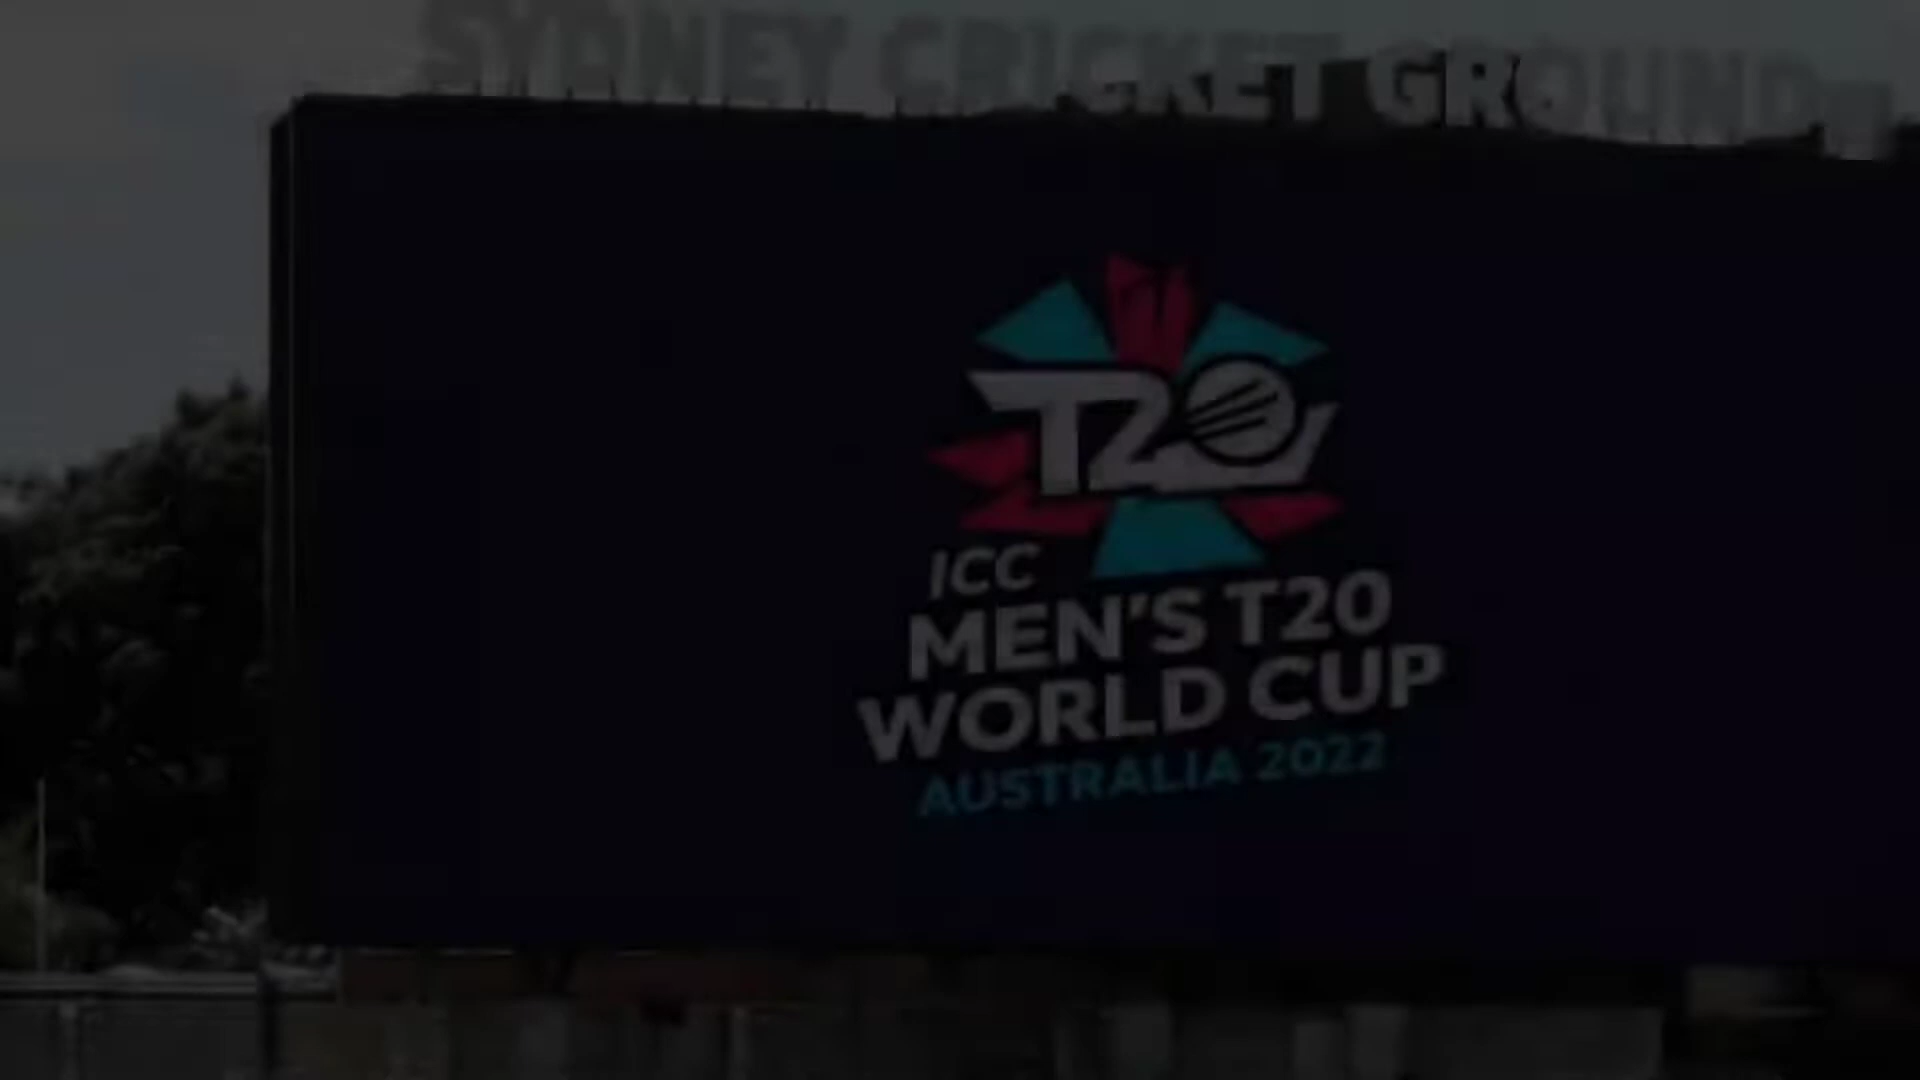 SYDNEY CRICKET GROUND
T20
ICC
MEN'S T20
WORLD CUP
AUSTRALIA 2022